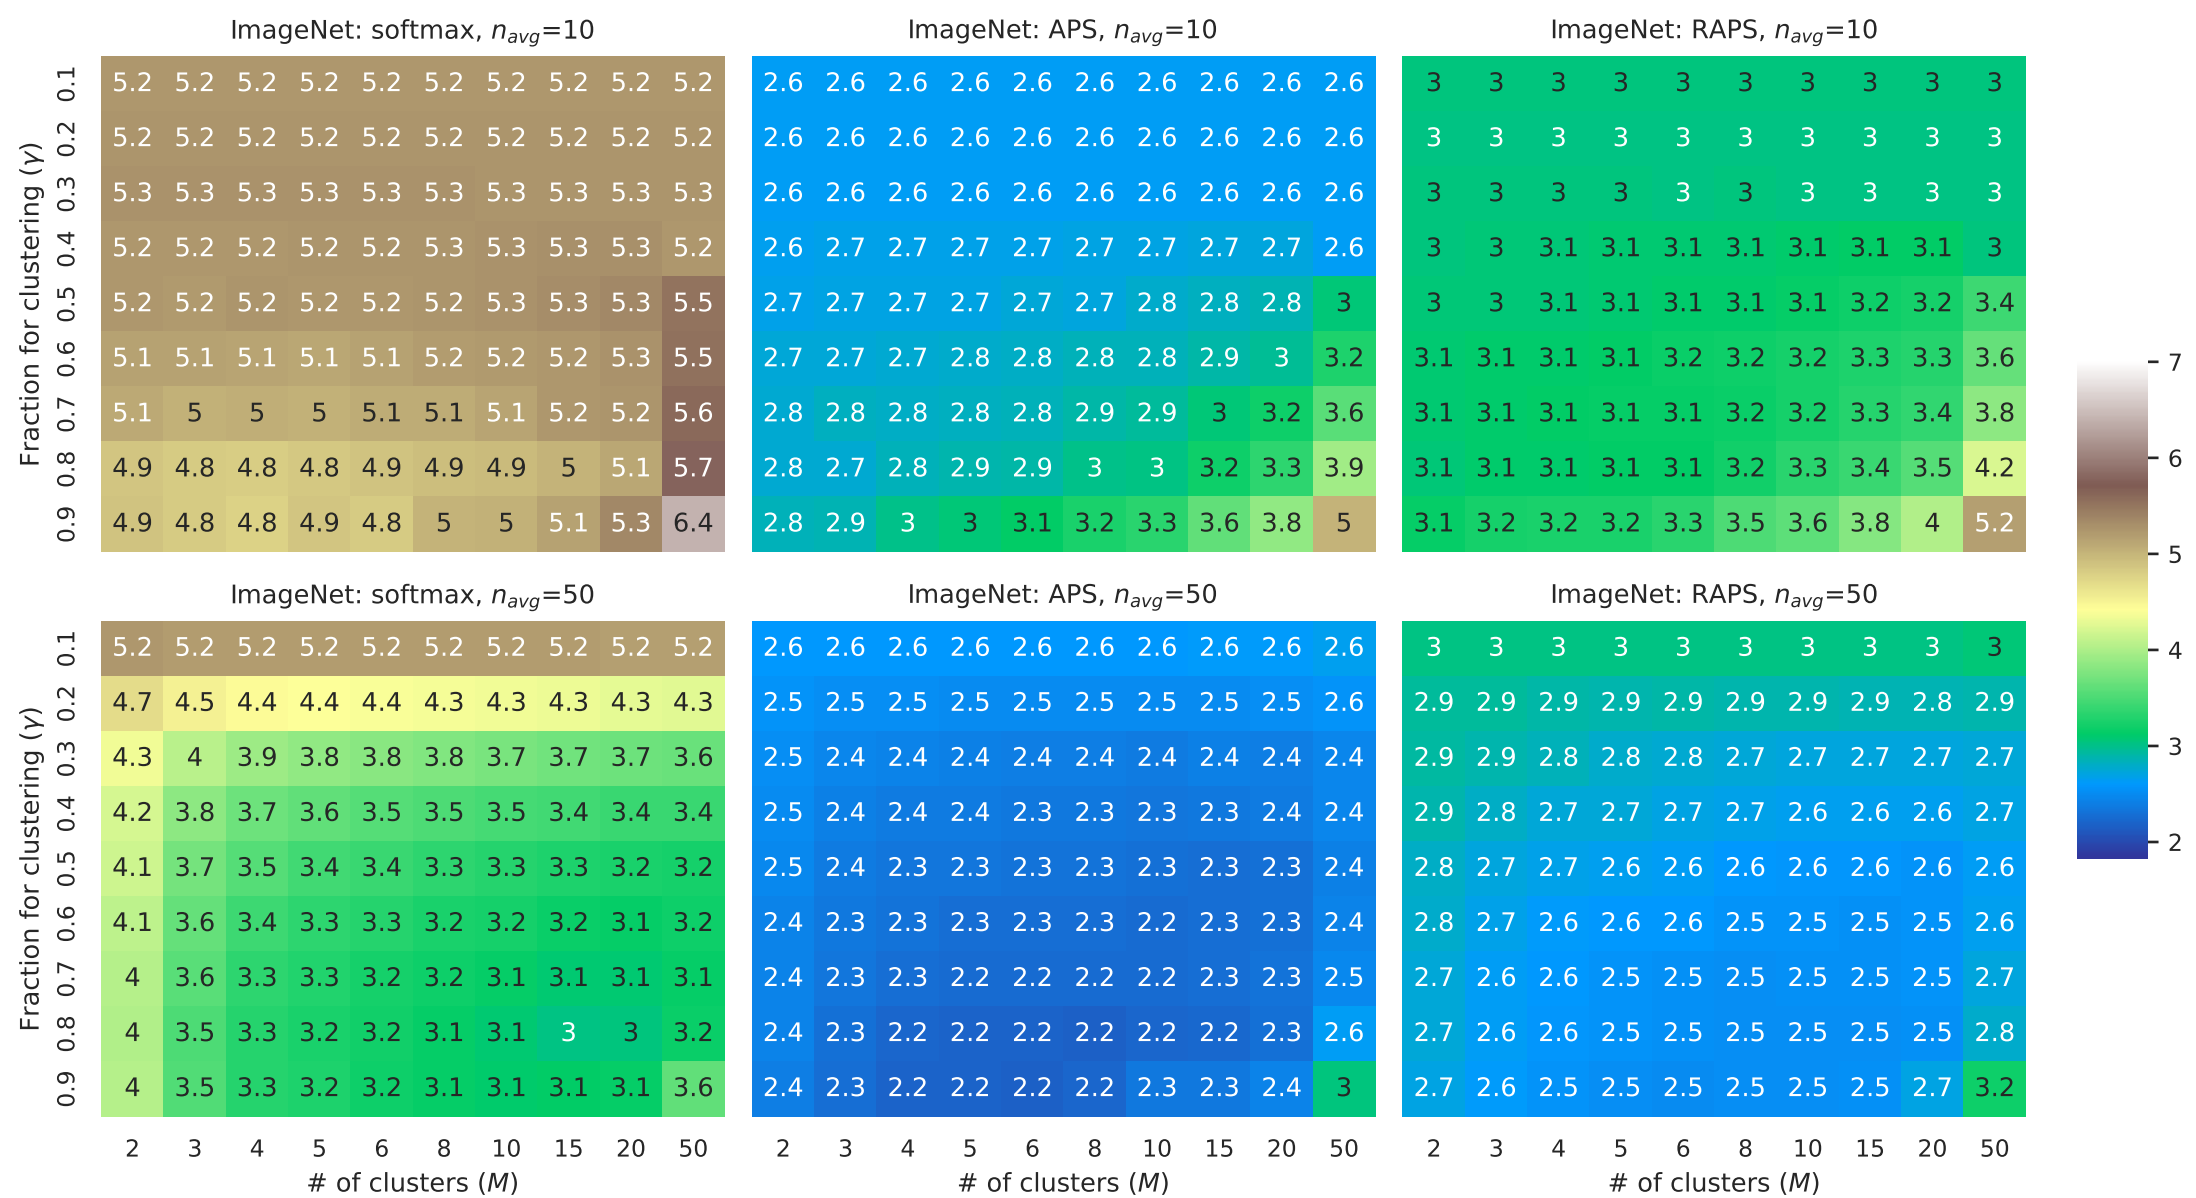 ImageNet: softmax, n_avg=10
ImageNet: APS, n_avg=10
ImageNet: RAPS, n_avg=10
Fraction for clustering (γ)
0.1 5.2 5.2 5.2 5.2 5.2 5.2 5.2 5.2 5.2 5.2 2.6 2.6 2.6 2.6 2.6 2.6 2.6 2.6 2.6 2.6 3 3 3 3 3 3 3 3 3 3
0.2 5.2 5.2 5.2 5.2 5.2 5.2 5.2 5.2 5.2 5.2 2.6 2.6 2.6 2.6 2.6 2.6 2.6 2.6 2.6 2.6 3 3 3 3 3 3 3 3 3 3
0.3 5.3 5.3 5.3 5.3 5.3 5.3 5.3 5.3 5.3 5.3 2.6 2.6 2.6 2.6 2.6 2.6 2.6 2.6 2.6 2.6 3 3 3 3 3 3 3 3 3 3
0.4 5.2 5.2 5.2 5.2 5.2 5.3 5.3 5.3 5.3 5.2 2.6 2.7 2.7 2.7 2.7 2.7 2.7 2.7 2.7 2.6 3 3 3.1 3.1 3.1 3.1 3.1 3.1 3.1 3
0.5 5.2 5.2 5.2 5.2 5.2 5.2 5.3 5.3 5.3 5.5 2.7 2.7 2.7 2.7 2.7 2.7 2.8 2.8 2.8 3 3 3 3.1 3.1 3.1 3.1 3.1 3.2 3.2 3.4
0.6 5.1 5.1 5.1 5.1 5.1 5.2 5.2 5.2 5.3 5.5 2.7 2.7 2.7 2.8 2.8 2.8 2.8 2.9 3 3.2 3.1 3.1 3.1 3.1 3.2 3.2 3.2 3.3 3.3 3.6
0.7 5.1 5 5 5 5.1 5.1 5.1 5.2 5.2 5.6 2.8 2.8 2.8 2.8 2.8 2.9 2.9 3 3.2 3.6 3.1 3.1 3.1 3.1 3.1 3.2 3.2 3.3 3.4 3.8
0.8 4.9 4.8 4.8 4.8 4.9 4.9 4.9 5 5.1 5.7 2.8 2.7 2.8 2.9 2.9 3 3 3.2 3.3 3.9 3.1 3.1 3.1 3.1 3.1 3.2 3.3 3.4 3.5 4.2
0.9 4.9 4.8 4.8 4.9 4.8 5 5 5.1 5.3 6.4 2.8 2.9 3 3 3.1 3.2 3.3 3.6 3.8 5 3.1 3.2 3.2 3.2 3.3 3.5 3.6 3.8 4 5.2
ImageNet: softmax, n_avg=50
ImageNet: APS, n_avg=50
ImageNet: RAPS, n_avg=50
Fraction for clustering (γ)
0.1 5.2 5.2 5.2 5.2 5.2 5.2 5.2 5.2 5.2 5.2 2.6 2.6 2.6 2.6 2.6 2.6 2.6 2.6 2.6 2.6 3 3 3 3 3 3 3 3 3 3
0.2 4.7 4.5 4.4 4.4 4.4 4.3 4.3 4.3 4.3 4.3 2.5 2.5 2.5 2.5 2.5 2.5 2.5 2.5 2.5 2.6 2.9 2.9 2.9 2.9 2.9 2.9 2.9 2.9 2.8 2.9
0.3 4.3 4 3.9 3.8 3.8 3.8 3.7 3.7 3.7 3.6 2.5 2.4 2.4 2.4 2.4 2.4 2.4 2.4 2.4 2.4 2.9 2.9 2.8 2.8 2.8 2.7 2.7 2.7 2.7 2.7
0.4 4.2 3.8 3.7 3.6 3.5 3.5 3.5 3.4 3.4 3.4 2.5 2.4 2.4 2.4 2.3 2.3 2.3 2.3 2.4 2.4 2.9 2.8 2.7 2.7 2.7 2.7 2.6 2.6 2.6 2.7
0.5 4.1 3.7 3.5 3.4 3.4 3.3 3.3 3.3 3.2 3.2 2.5 2.4 2.3 2.3 2.3 2.3 2.3 2.3 2.3 2.4 2.8 2.7 2.7 2.6 2.6 2.6 2.6 2.6 2.6 2.6
0.6 4.1 3.6 3.4 3.3 3.3 3.2 3.2 3.2 3.1 3.2 2.4 2.3 2.3 2.3 2.3 2.3 2.2 2.3 2.3 2.4 2.8 2.7 2.6 2.6 2.6 2.5 2.5 2.5 2.5 2.6
0.7 4 3.6 3.3 3.3 3.2 3.2 3.1 3.1 3.1 3.1 2.4 2.3 2.3 2.2 2.2 2.2 2.2 2.3 2.3 2.5 2.7 2.6 2.6 2.5 2.5 2.5 2.5 2.5 2.5 2.7
0.8 4 3.5 3.3 3.2 3.2 3.1 3.1 3 3 3.2 2.4 2.3 2.2 2.2 2.2 2.2 2.2 2.2 2.3 2.6 2.7 2.6 2.6 2.5 2.5 2.5 2.5 2.5 2.5 2.8
0.9 4 3.5 3.3 3.2 3.2 3.1 3.1 3.1 3.1 3.6 2.4 2.3 2.2 2.2 2.2 2.2 2.3 2.3 2.4 3 2.7 2.6 2.5 2.5 2.5 2.5 2.5 2.5 2.7 3.2
2 3 4 5 6 8 10 15 20 50 2 3 4 5 6 8 10 15 20 50 2 3 4 5 6 8 10 15 20 50
# of clusters (M)
# of clusters (M)
# of clusters (M)
7
6
5
4
3
2